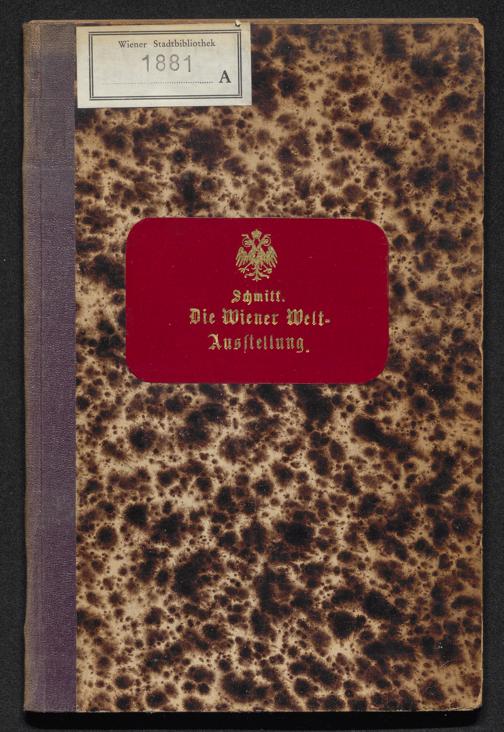 Wiener Stadtbibliothek
1881
A
Schmitt.
Die Wiener Welt-
Ausstellung.